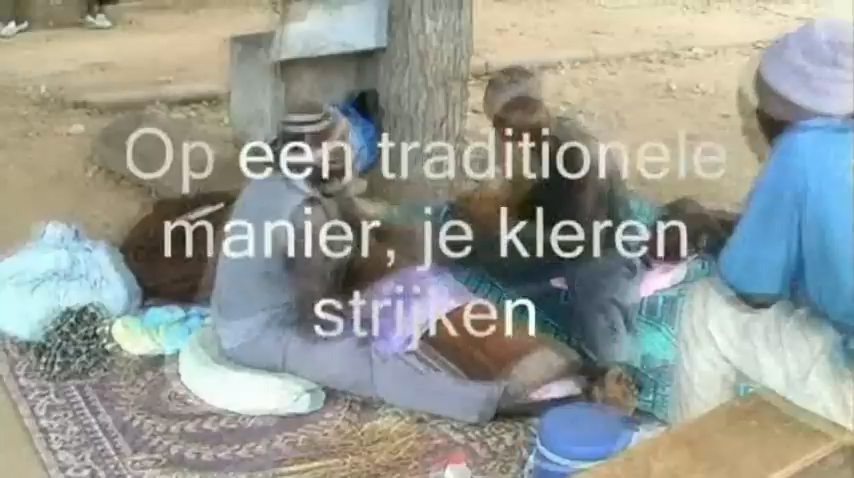 Op een traditionele
manier, je kleren
strijken